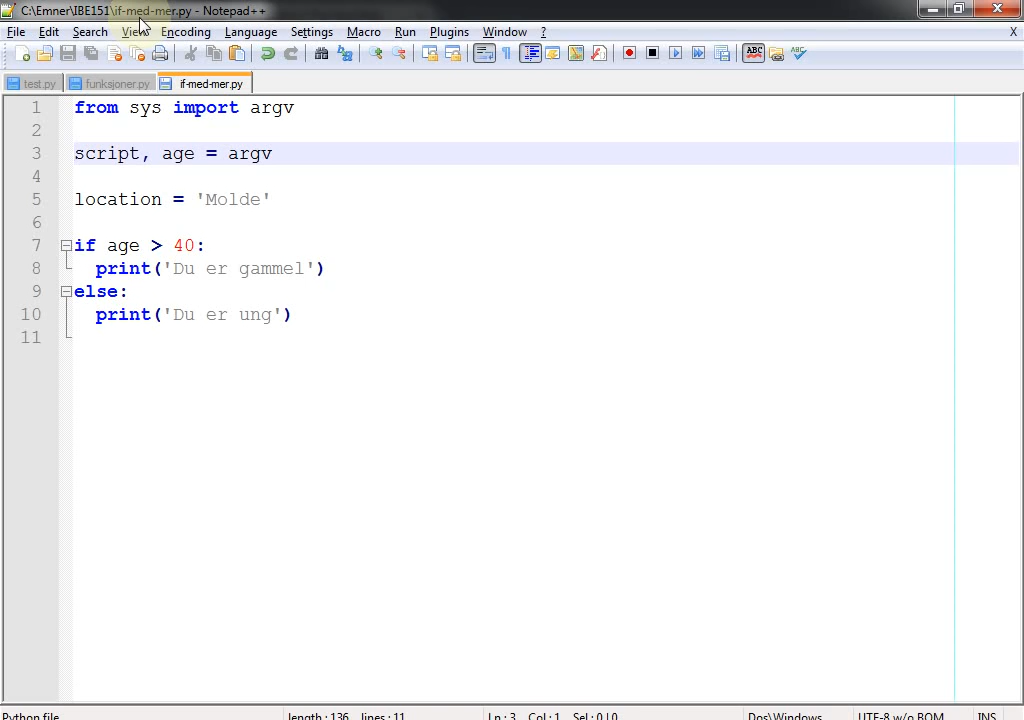 C:\Emner\IBE151\if-med-mer.py - Notepad++
File Edit Search View Encoding Language Settings Macro Run Plugins Window ? X
test.py funksjoner.py if-med-mer.py
1 from sys import argv
2
3 script, age = argv
4
5 location = 'Molde'
6
7 if age > 40:
8 print('Du er gammel')
9 else:
10 print('Du er ung')
11
Python file length : 136 lines : 11 Ln : 3 Col : 1 Sel : 0 | 0 Dos\Windows UTF-8 w/o BOM INS